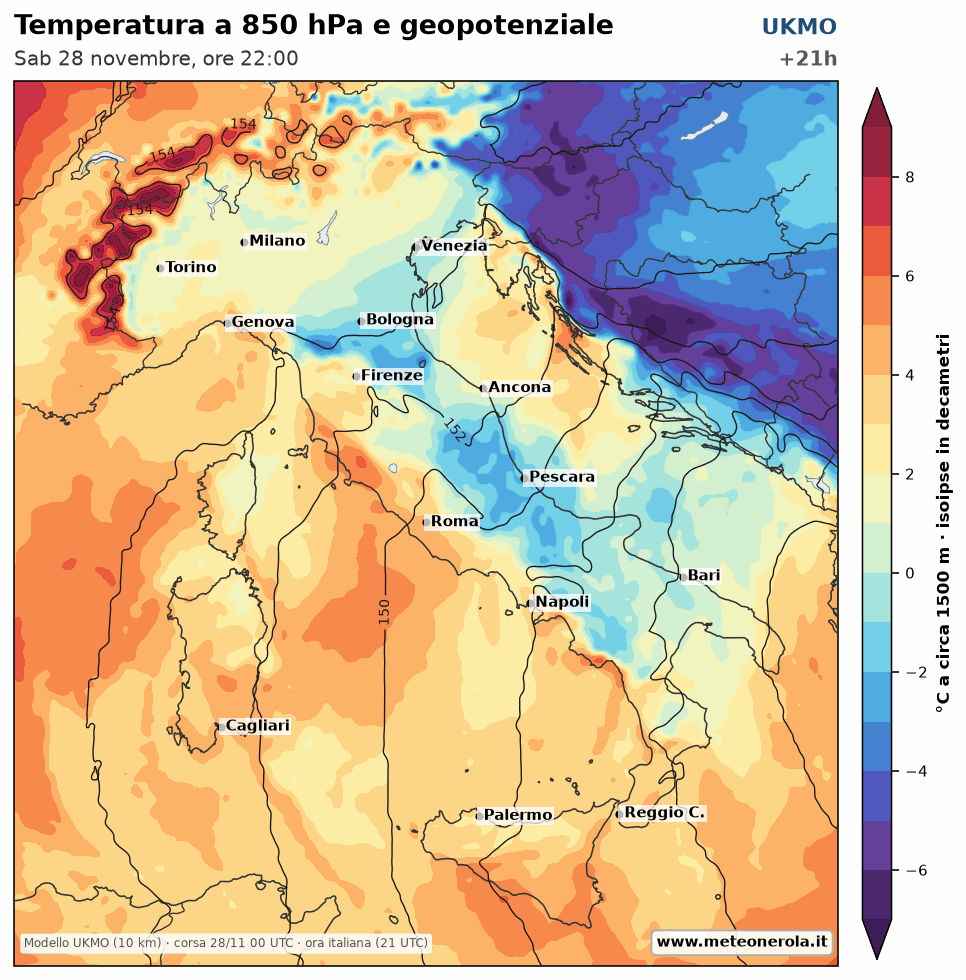 Temperatura a 850 hPa e geopotenziale
UKMO
Sab 28 novembre, ore 22:00
+21h
154
154
154
Milano
Venezia
Torino
Genova
Bologna
Firenze
Ancona
152
Pescara
Roma
Bari
Napoli
150
Cagliari
Palermo
Reggio C.
8
6
4
2
0
−2
−4
−6
°C a circa 1500 m · isoipse in decametri
Modello UKMO (10 km) · corsa 28/11 00 UTC · ora italiana (21 UTC)
www.meteonerola.it